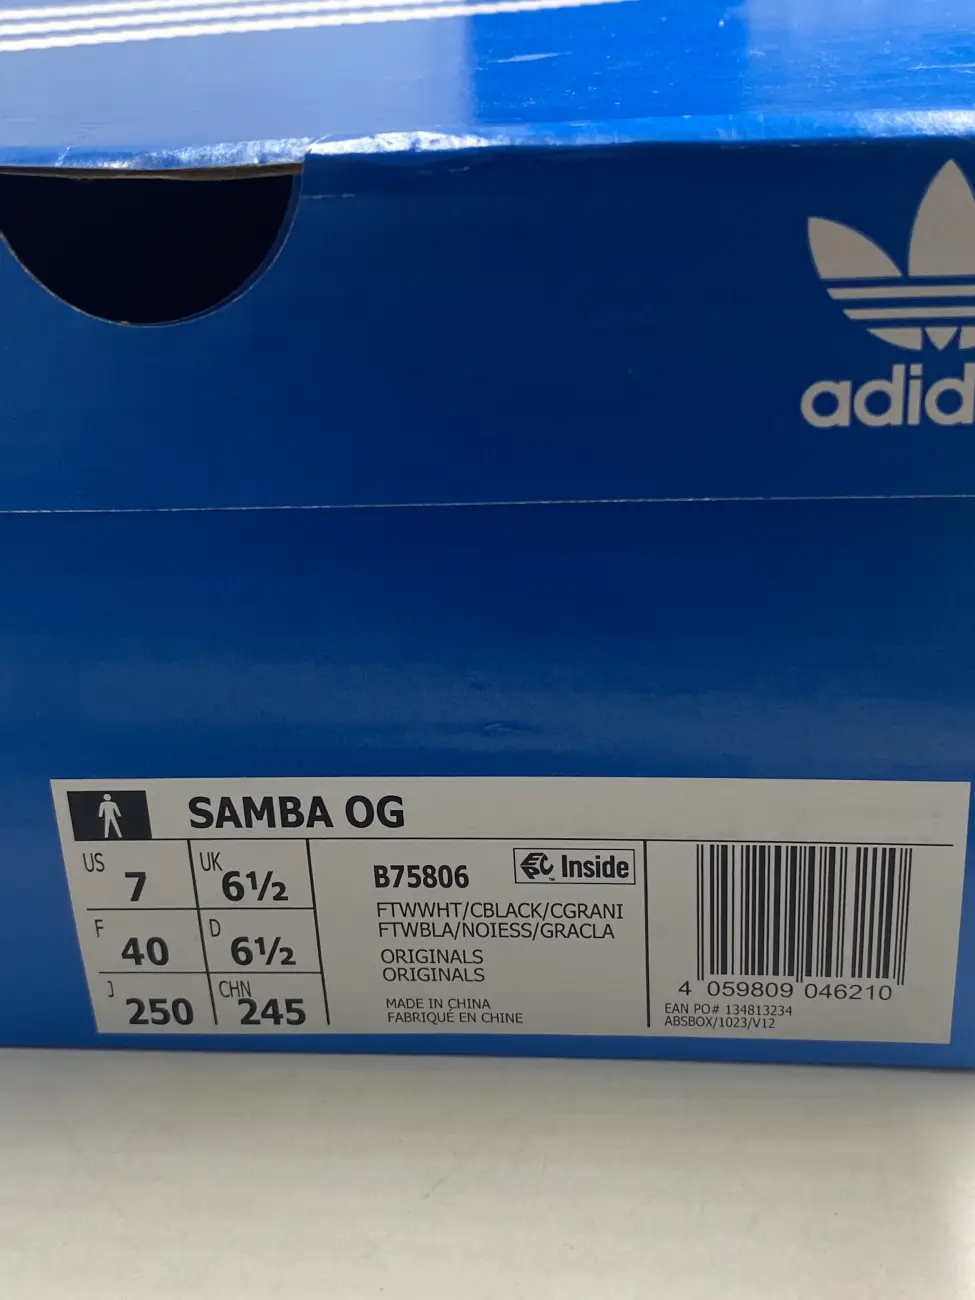 adid
SAMBA OG
US 7
UK 6½
F 40
D 6½
J 250
CHN 245
B75806
EC Inside
FTWWHT/CBLACK/CGRANI
FTWBLA/NOIESS/GRACLA
ORIGINALS
ORIGINALS
MADE IN CHINA
FABRIQUÉ EN CHINE
4 059809 046210
EAN PO# 134813234
ABSBOX/1023/V12